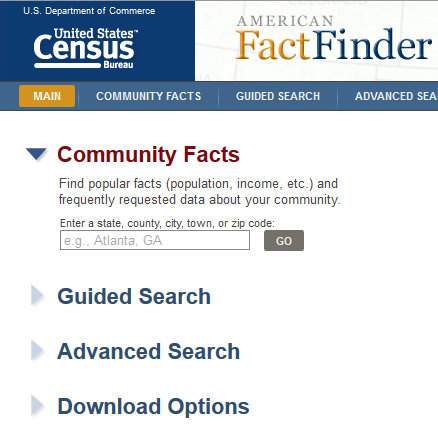 U.S. Department of Commerce
United States™
Census
Bureau
AMERICAN
FactFinder
MAIN
COMMUNITY FACTS
GUIDED SEARCH
ADVANCED SEA
Community Facts
Find popular facts (population, income, etc.) and
frequently requested data about your community.
Enter a state, county, city, town, or zip code:
e.g., Atlanta, GA
GO
Guided Search
Advanced Search
Download Options